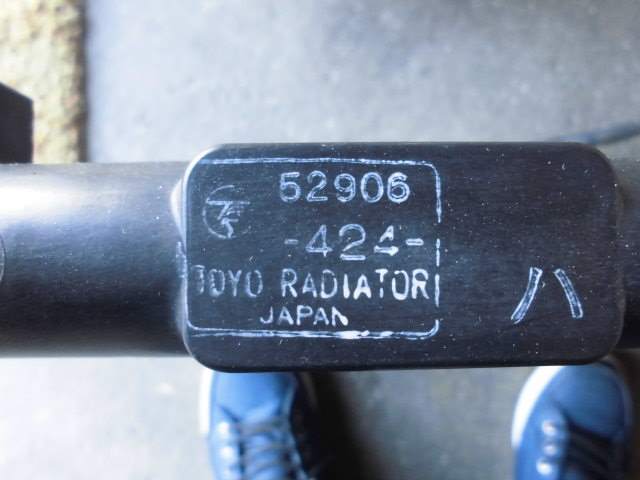 52906
-424-
TOYO RADIATOR
JAPAN
ハ